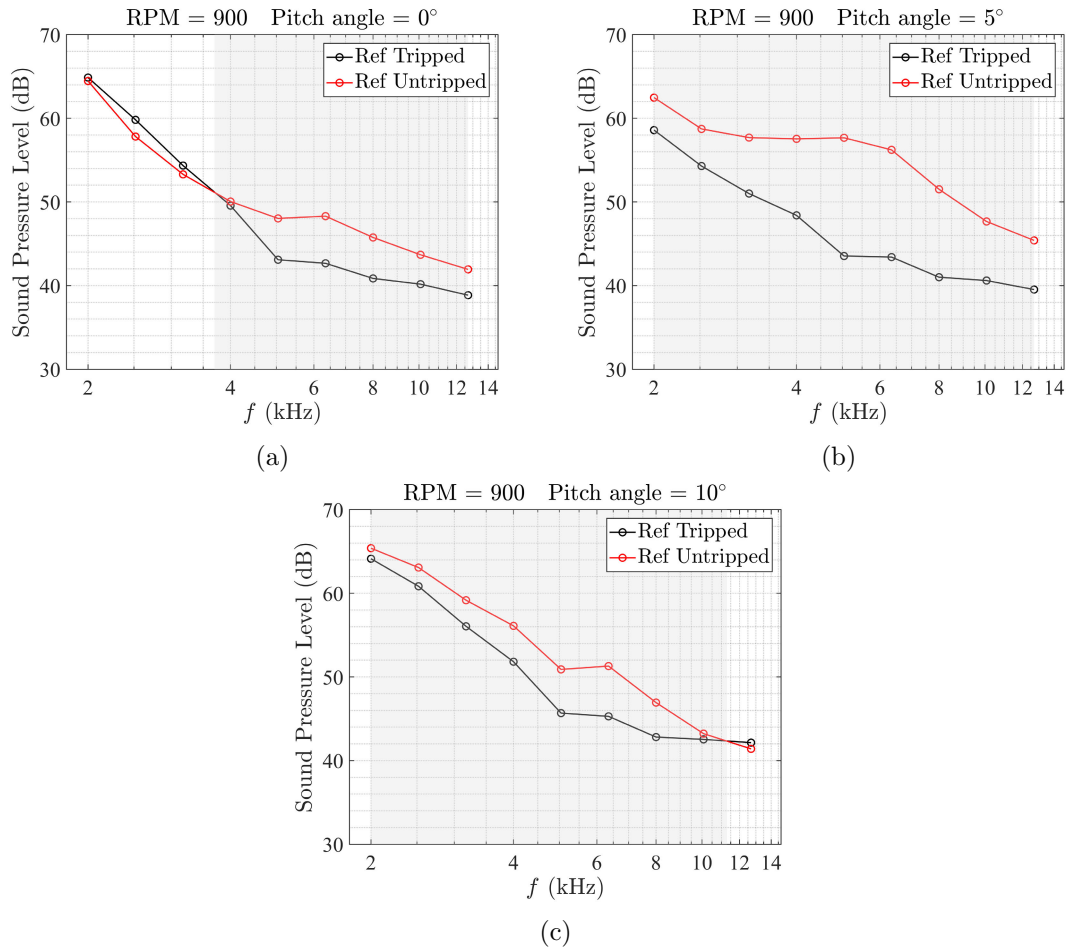 RPM = 900 Pitch angle = 0°
70
60
50
40
30
Sound Pressure Level (dB)
Ref Tripped
Ref Untripped
2 4 6 8 10 12 14
f (kHz)
(a)
RPM = 900 Pitch angle = 5°
70
60
50
40
30
Sound Pressure Level (dB)
Ref Tripped
Ref Untripped
2 4 6 8 10 12 14
f (kHz)
(b)
RPM = 900 Pitch angle = 10°
70
60
50
40
30
Sound Pressure Level (dB)
Ref Tripped
Ref Untripped
2 4 6 8 10 12 14
f (kHz)
(c)